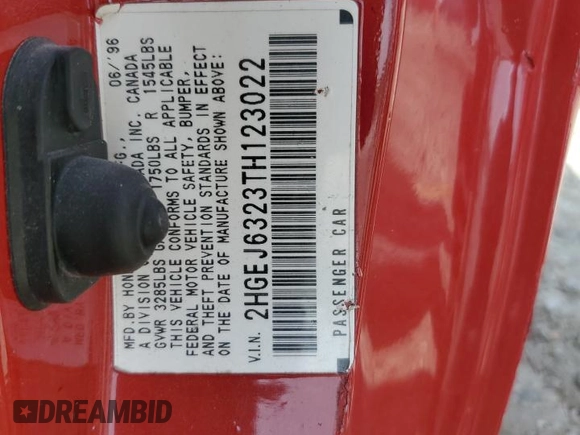 MFD.BY HON G., 06/'96
A DIVISION O ADA INC. CANADA
GVWR 3285LBS GA 1750LBS R 1545LBS
THIS VEHICLE CONFORMS TO ALL APPLICABLE
FEDERAL MOTOR VEHICLE SAFETY, BUMPER,
AND THEFT PREVENTION STANDARDS IN EFFECT
ON THE DATE OF MANUFACTURE SHOWN ABOVE:
V.I.N. 2HGEJ6323TH123022
PASSENGER CAR
DREAMBID